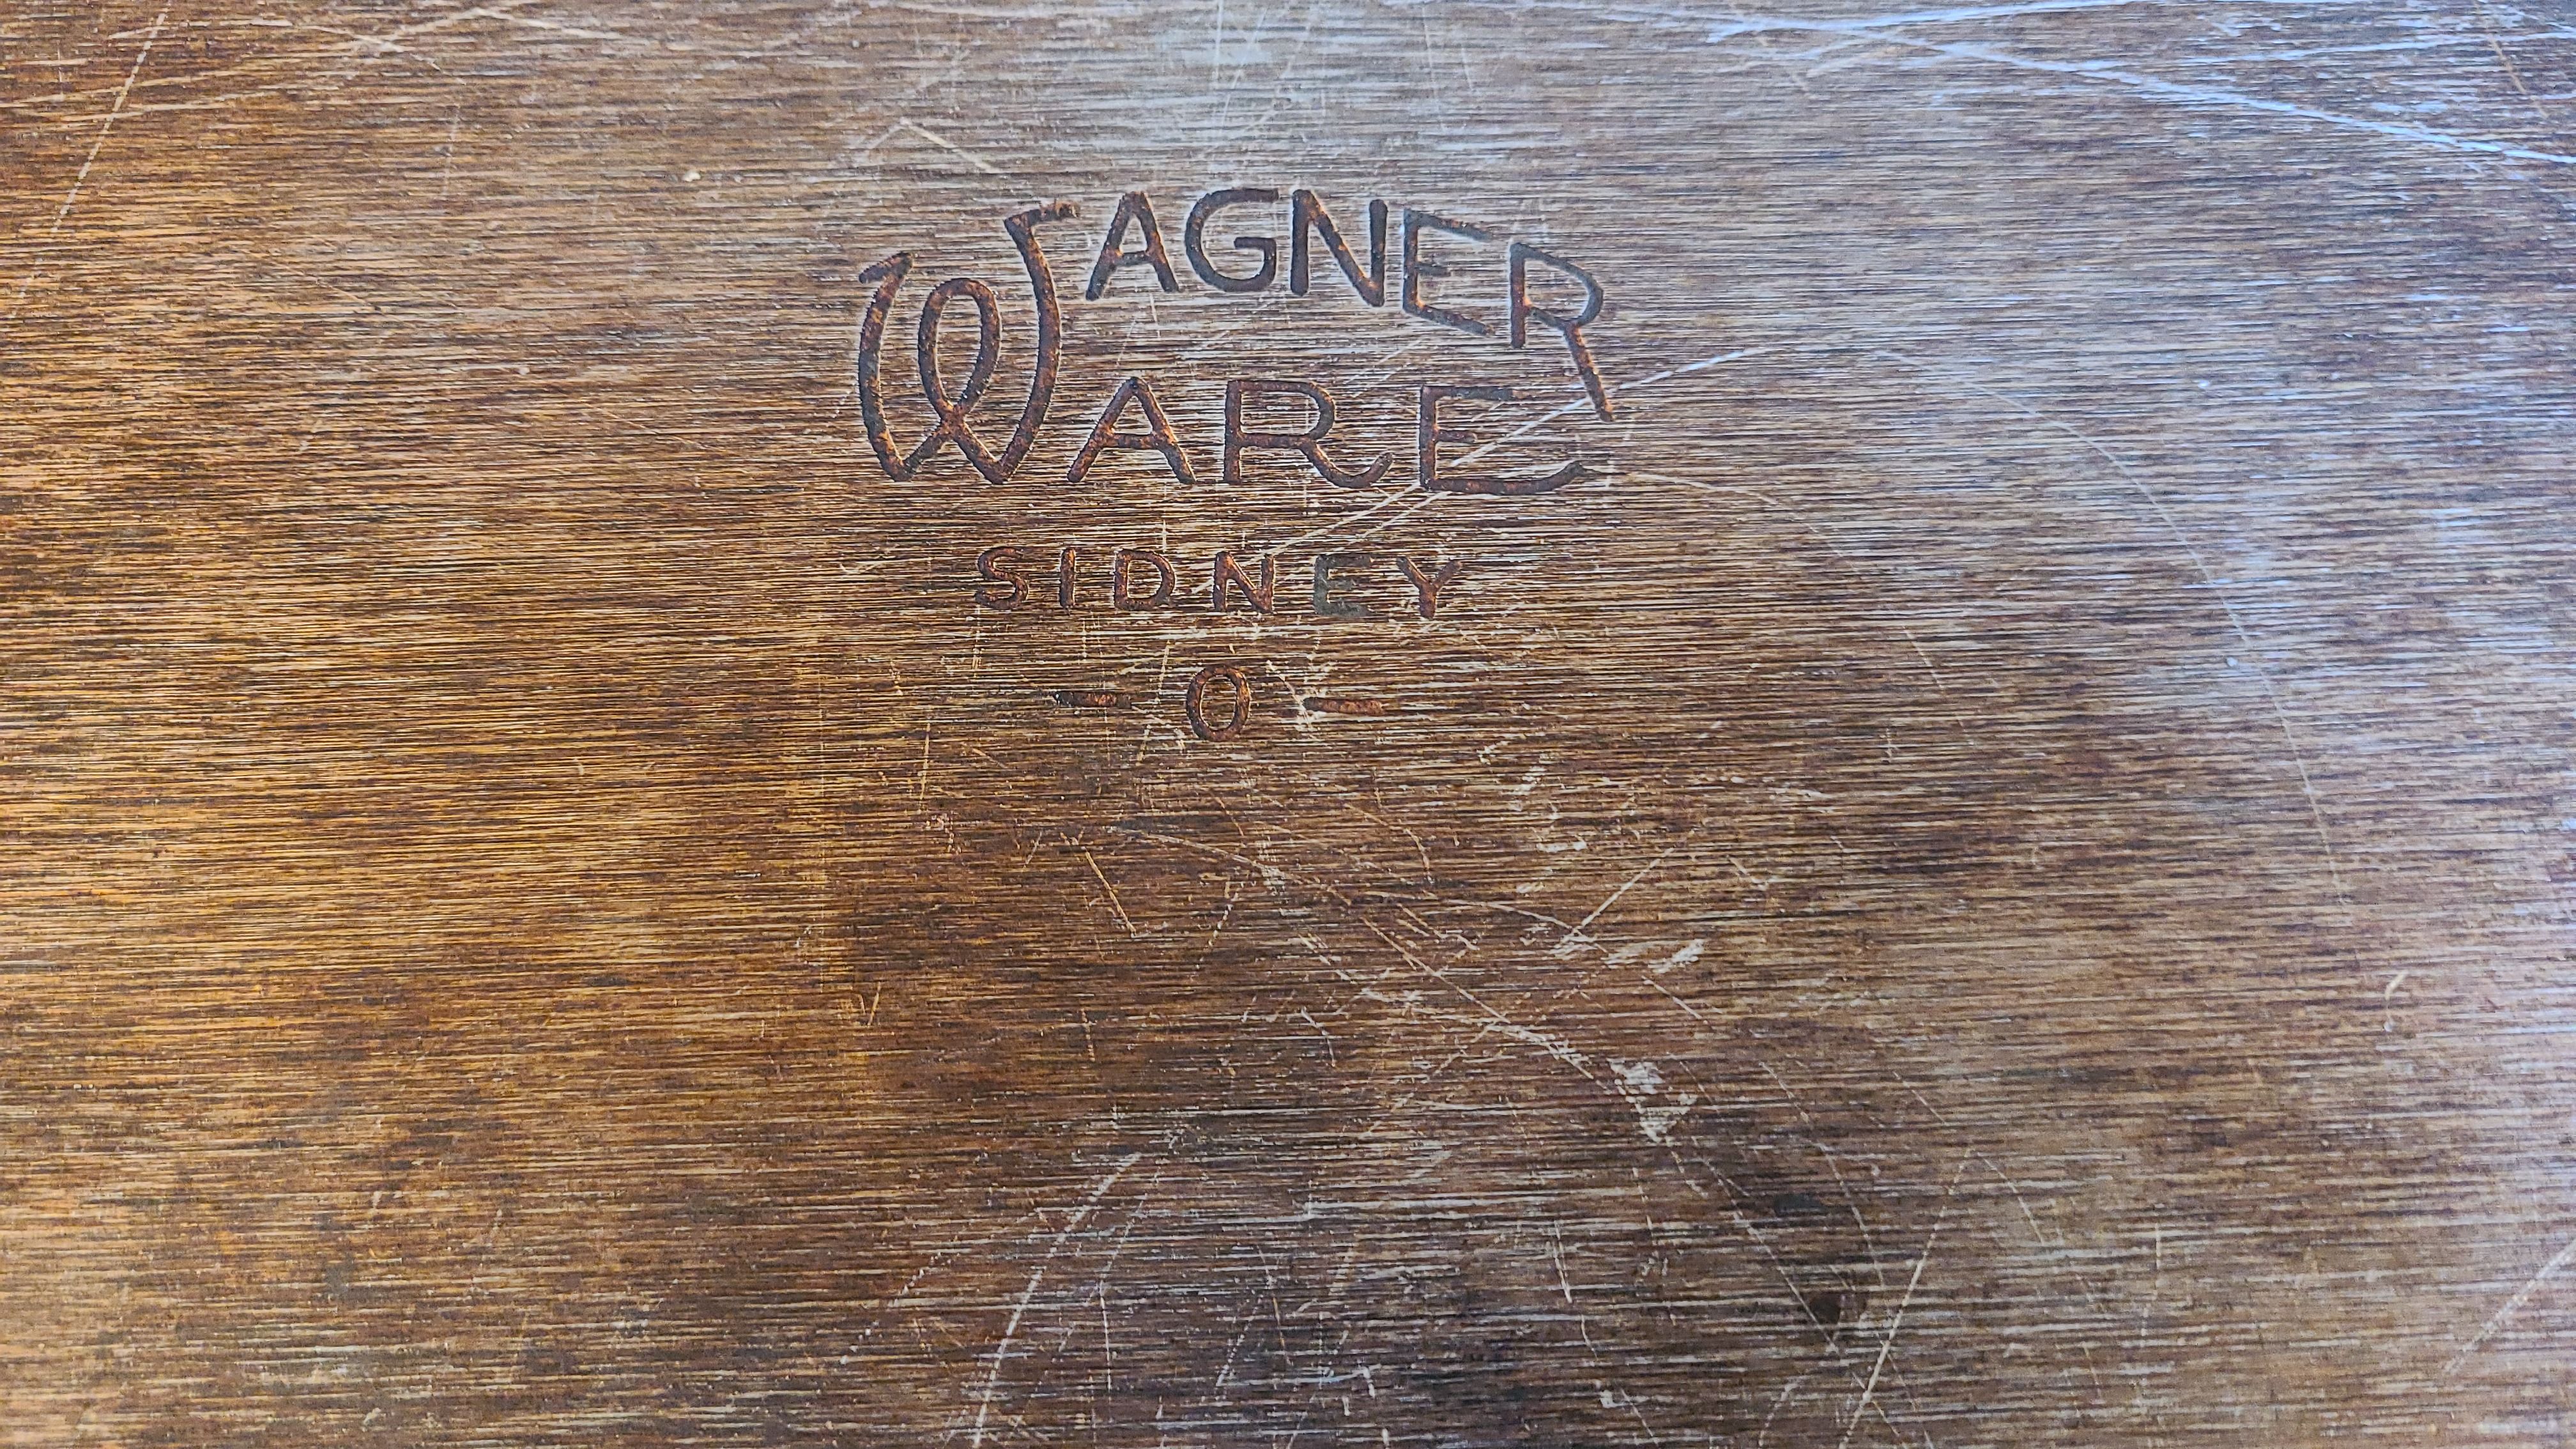 WAGNER
WARE
SIDNEY
- O -